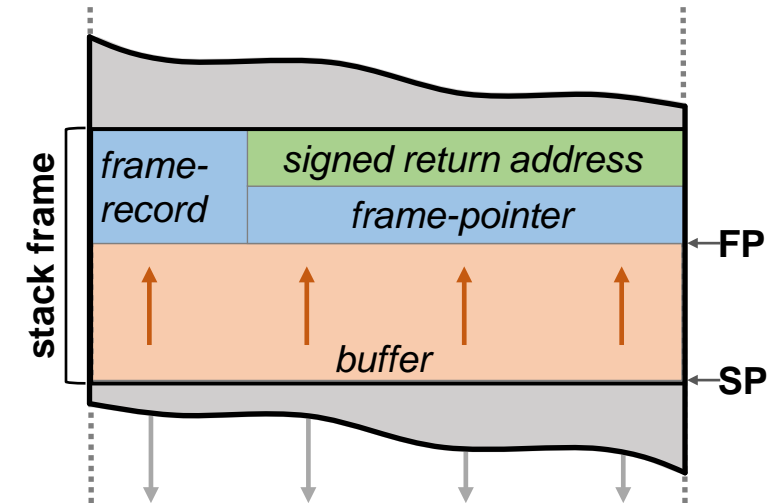 frame-
record
signed return address
frame-pointer
FP
stack frame
buffer
SP